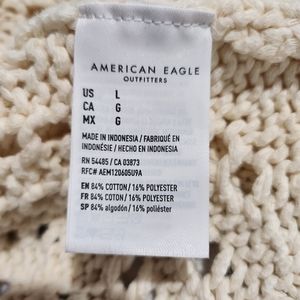 AMERICAN EAGLE
OUTFITTERS
US L
CA G
MX G
MADE IN INDONESIA / FABRIQUÉ EN
INDONÉSIE / HECHO EN INDONESIA
RN 54485 / CA 03873
RFC# AEM120605U9A
EN 84% COTTON / 16% POLYESTER
FR 84% COTON / 16% POLYESTER
SP 84% algodón / 16% poliéster